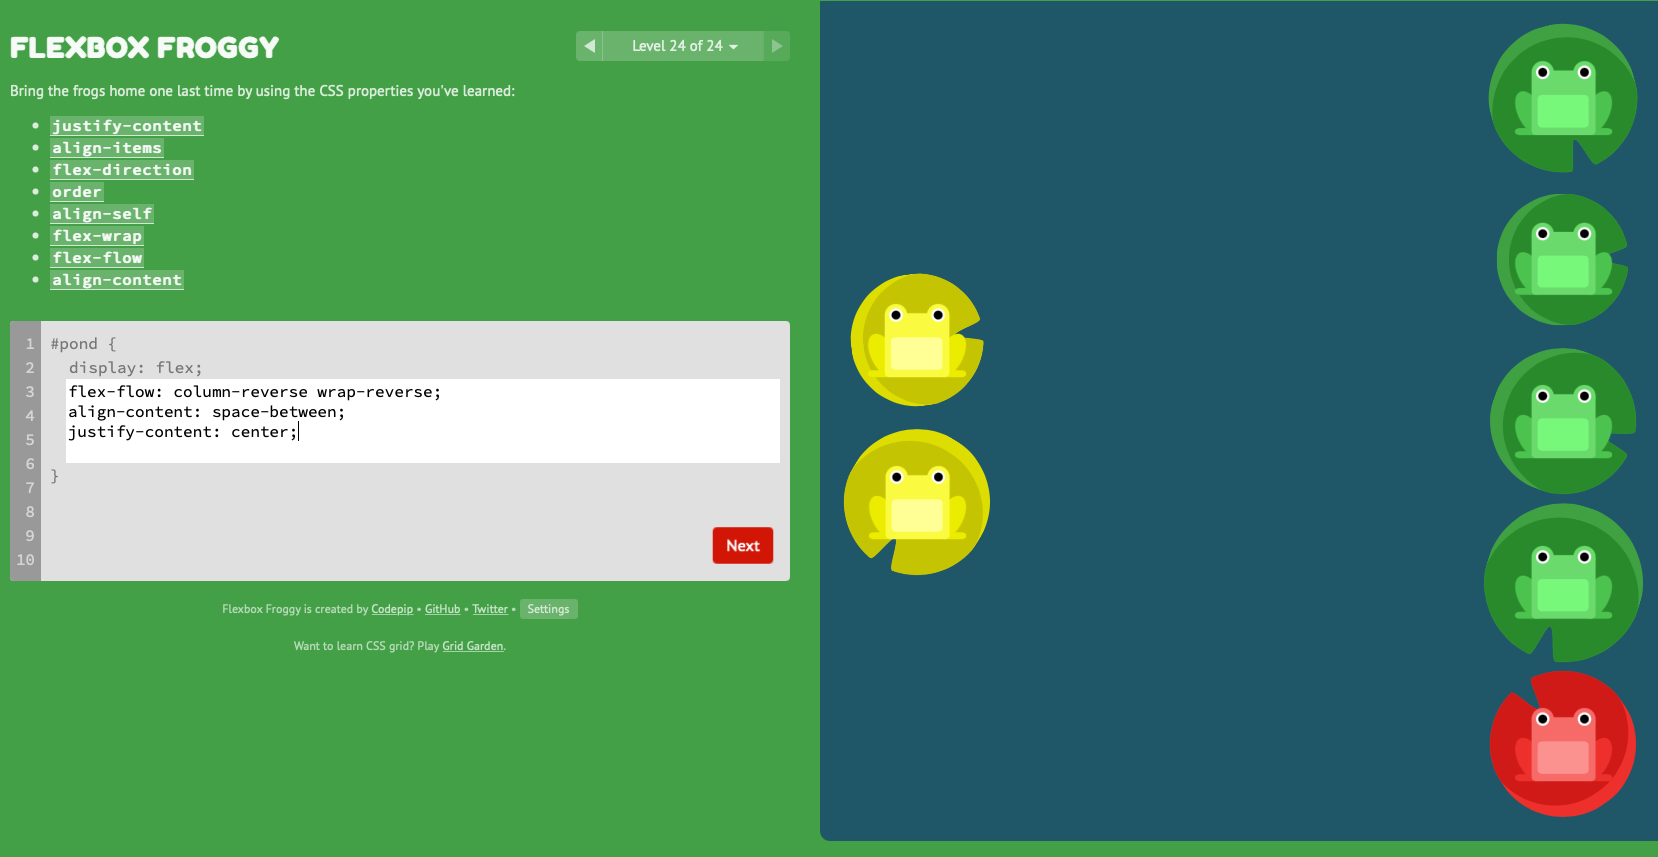 FLEXBOX FROGGY
Level 24 of 24
Bring the frogs home one last time by using the CSS properties you've learned:
justify-content
align-items
flex-direction
order
align-self
flex-wrap
flex-flow
align-content
1 #pond {
2 display: flex;
3 flex-flow: column-reverse wrap-reverse;
4 align-content: space-between;
5 justify-content: center;
6
7 }
8
9
10
Next
Flexbox Froggy is created by Codepip • GitHub • Twitter • Settings
Want to learn CSS grid? Play Grid Garden.